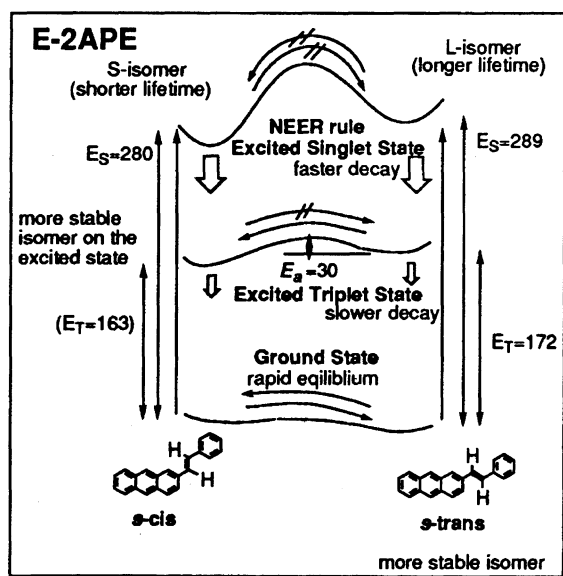 E-2APE
S-isomer
(shorter lifetime)
L-isomer
(longer lifetime)
NEER rule
Excited Singlet State
faster decay
E_S=280
E_S=289
more stable
isomer on the
excited state
E_a=30
Excited Triplet State
slower decay
(E_T=163)
E_T=172
Ground State
rapid eqiliblium
H
H
s-cis
H
H
s-trans
more stable isomer